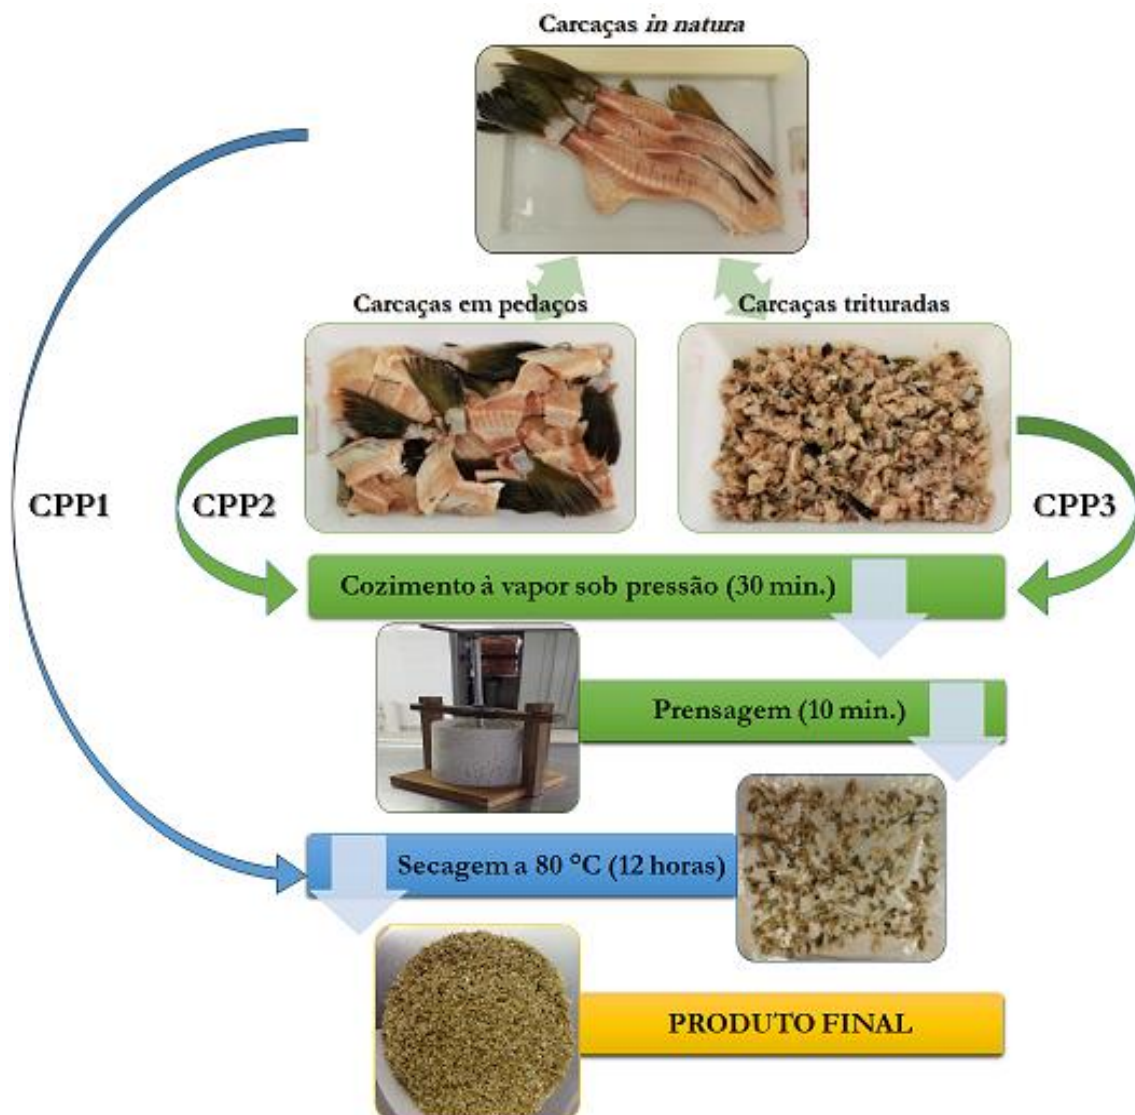 Carcaças in natura
Carcaças em pedaços
Carcaças trituradas
CPP1
CPP2
CPP3
Cozimento à vapor sob pressão (30 min.)
Prensagem (10 min.)
Secagem a 80 °C (12 horas)
PRODUTO FINAL